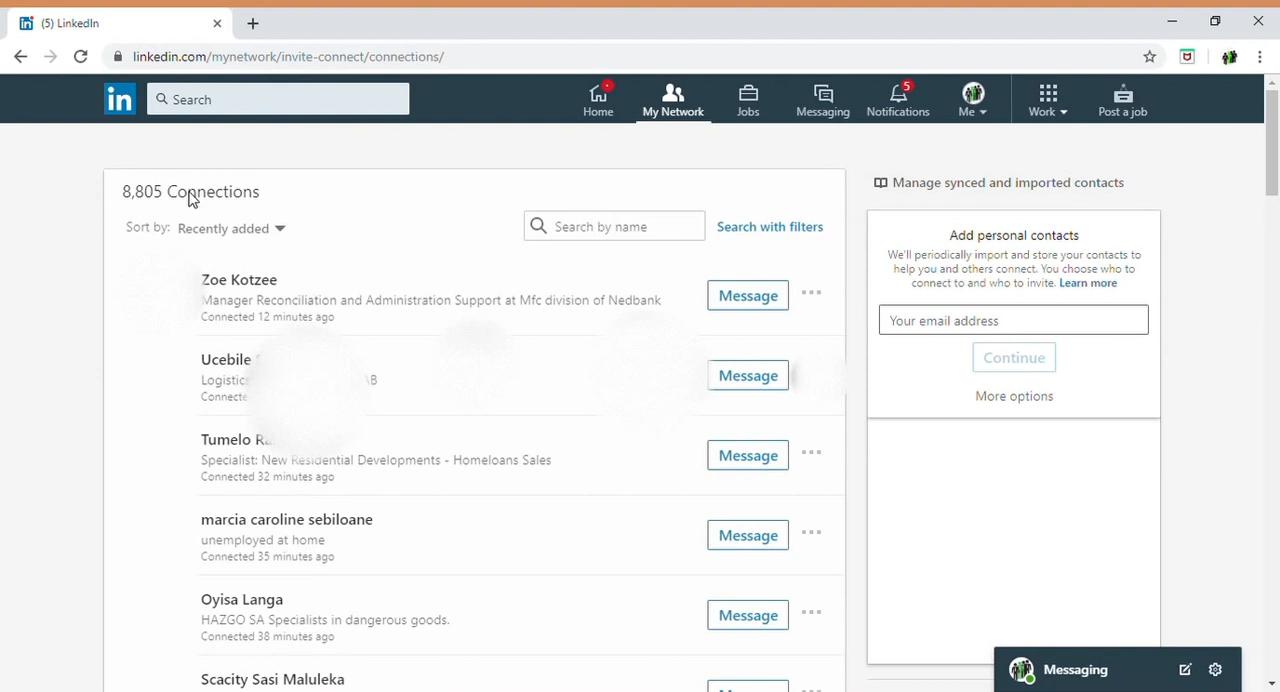 (5) LinkedIn
linkedin.com/mynetwork/invite-connect/connections/
in
Search
Home
My Network
Jobs
Messaging
5
Notifications
Me
Work
Post a job
8,805 Connections
Sort by: Recently added
Search by name
Search with filters
Zoe Kotzee
Manager Reconciliation and Administration Support at Mfc division of Nedbank
Connected 12 minutes ago
Message
Ucebile
Message
Tumelo
Specialist: New Residential Developments - Homeloans Sales
Connected 32 minutes ago
Message
marcia caroline sebiloane
unemployed at home
Connected 35 minutes ago
Message
Oyisa Langa
HAZGO SA Specialists in dangerous goods.
Connected 38 minutes ago
Message
Scacity Sasi Maluleka
Manage synced and imported contacts
Add personal contacts
We'll periodically import and store your contacts to
help you and others connect. You choose who to
connect to and who to invite. Learn more
Your email address
Continue
More options
Messaging